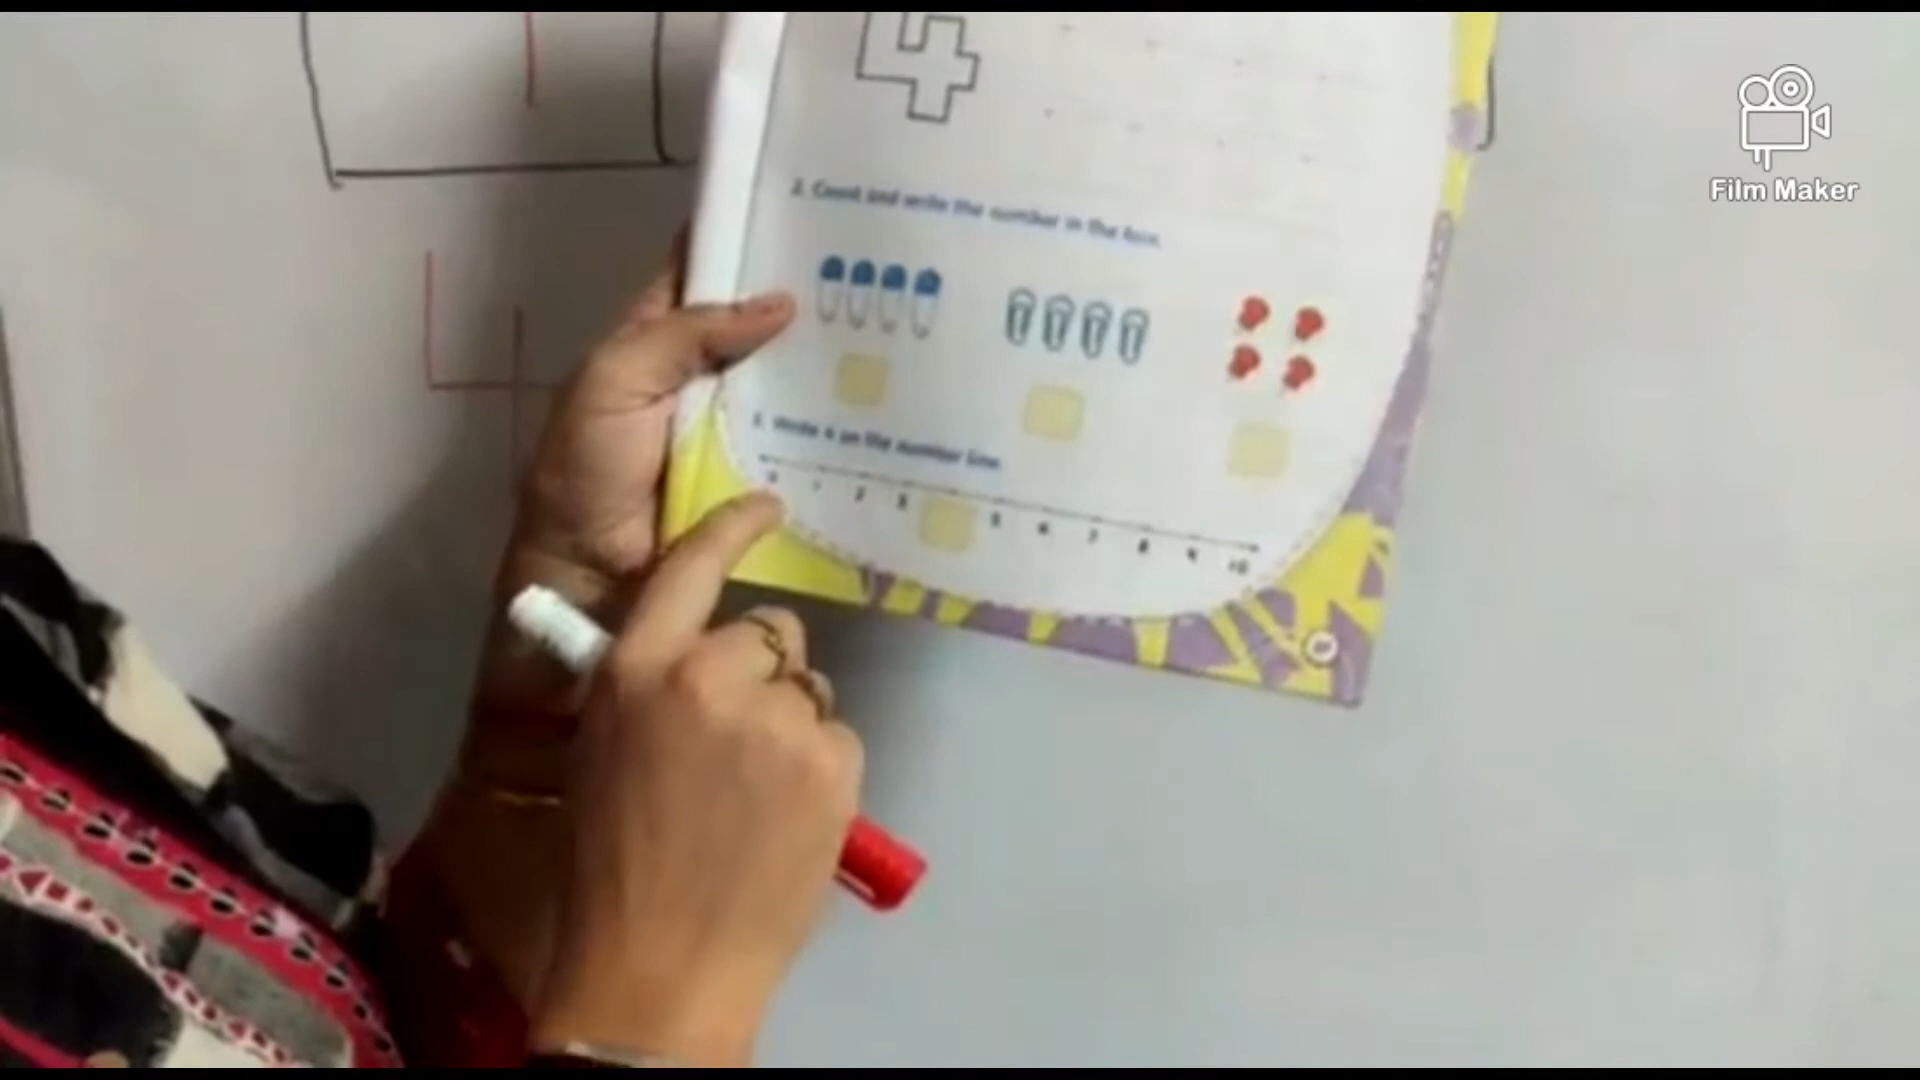 4
Film Maker
2. Count and write the number in the box.
4
3. Write 4 on the number line.
0 1 2 3 5 6 7 8 9 10